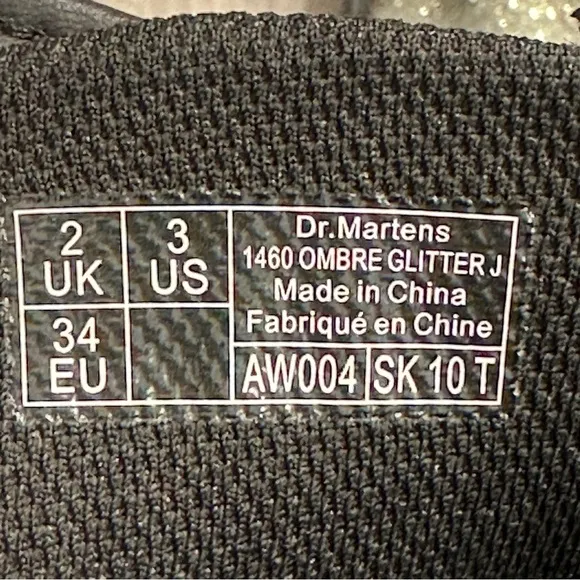 2
UK
3
US
34
EU
Dr.Martens
1460 OMBRE GLITTER J
Made in China
Fabriqué en Chine
AW004 SK 10 T